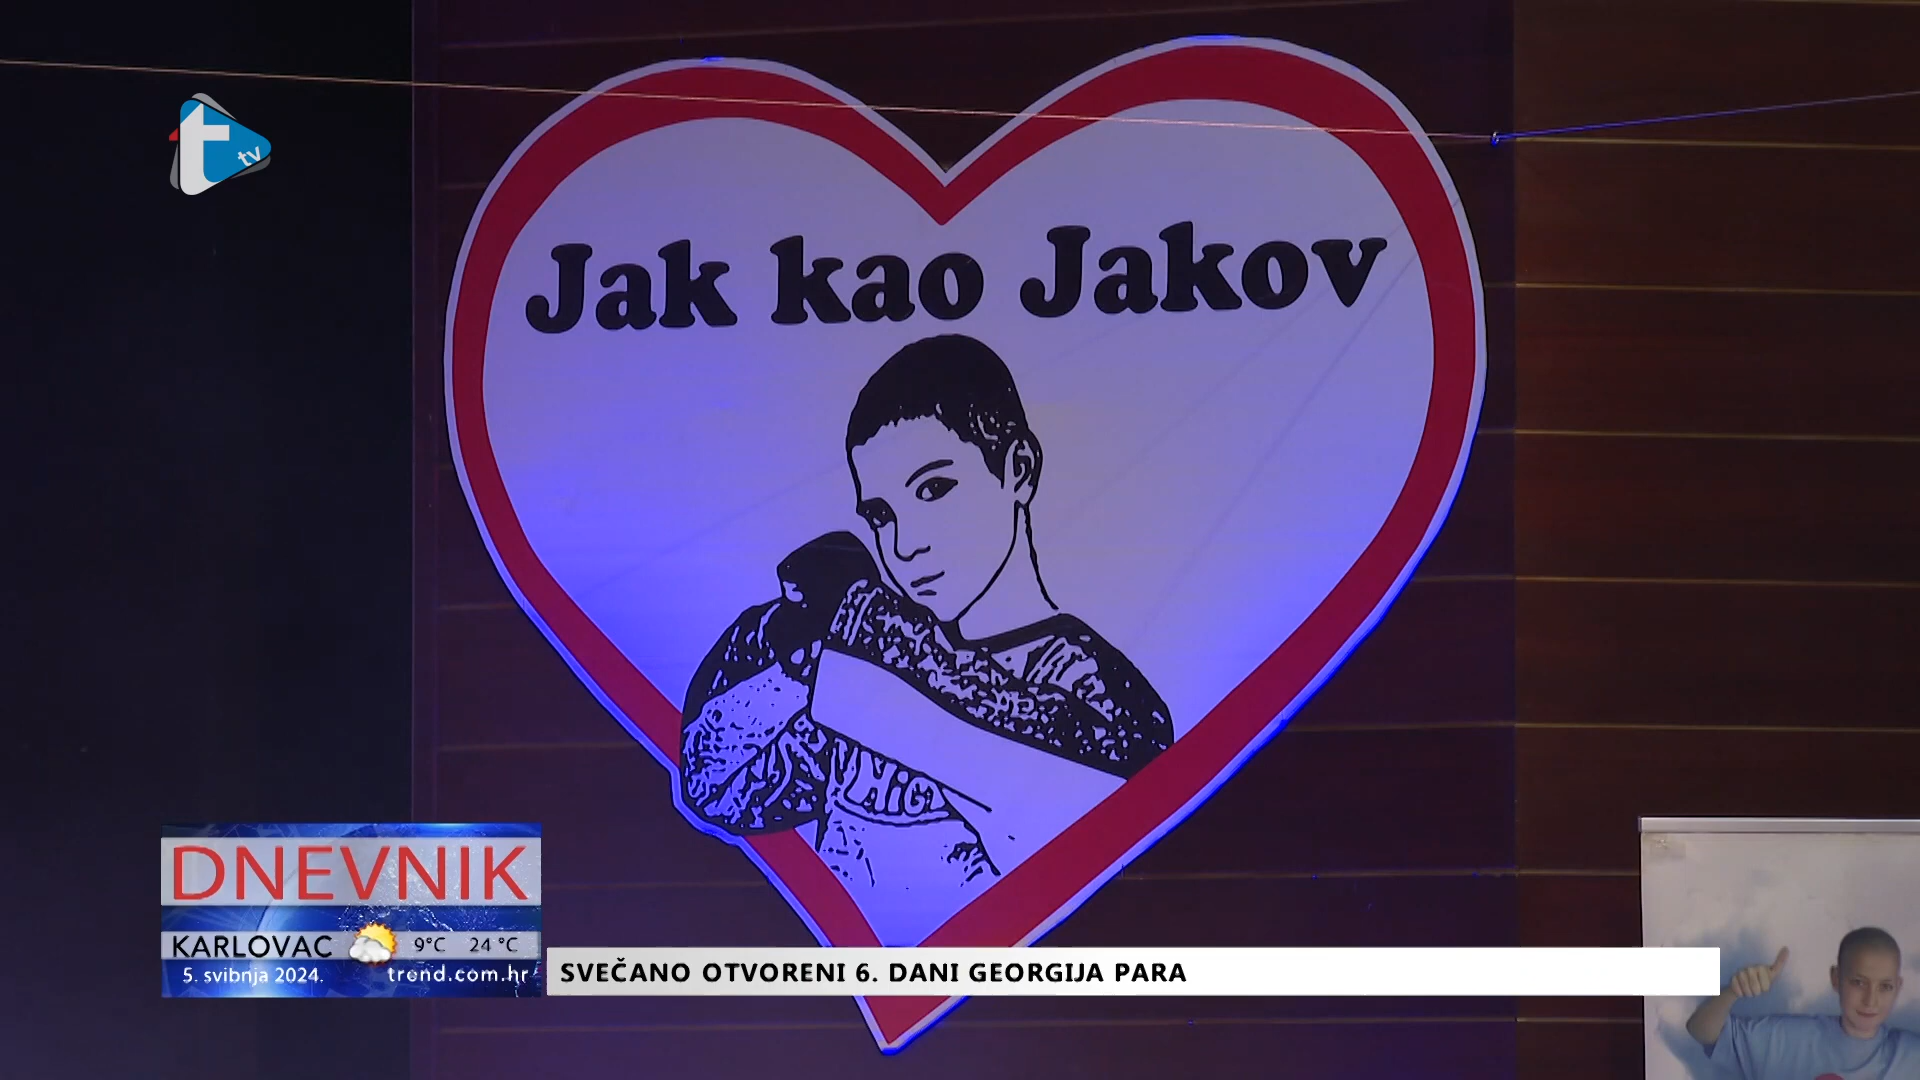 t tv
Jak kao Jakov
HiG
DNEVNIK
KARLOVAC 9°C 24°C
5. svibnja 2024. trend.com.hr
SVEČANO OTVORENI 6. DANI GEORGIJA PARA